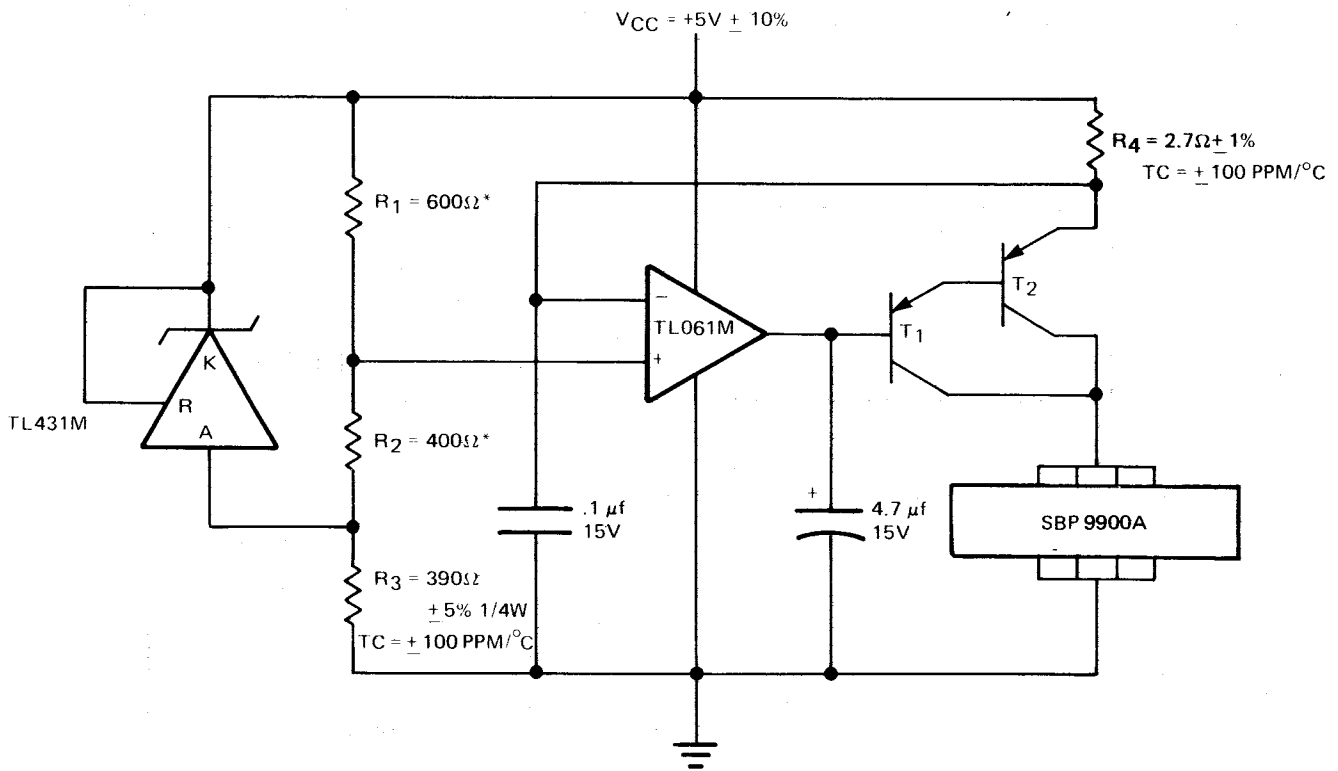 VCC = +5V ± 10%
R4 = 2.7Ω ± 1%
TC = ± 100 PPM/°C
R1 = 600Ω*
T2
−
TL061M
T1
+
K
R
TL431M
A
R2 = 400Ω*
+
.1 μf
15V
4.7 μf
15V
SBP 9900A
R3 = 390Ω
± 5% 1/4W
TC = ± 100 PPM/°C